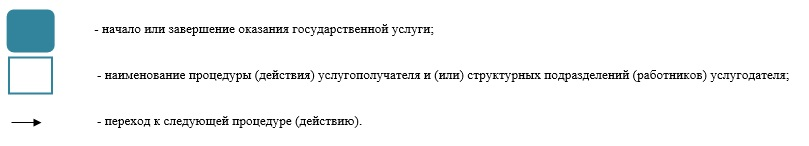 - начало или завершение оказания государственной услуги;
- наименование процедуры (действия) услугополучателя и (или) структурных подразделений (работников) услугодателя;
- переход к следующей процедуре (действию).